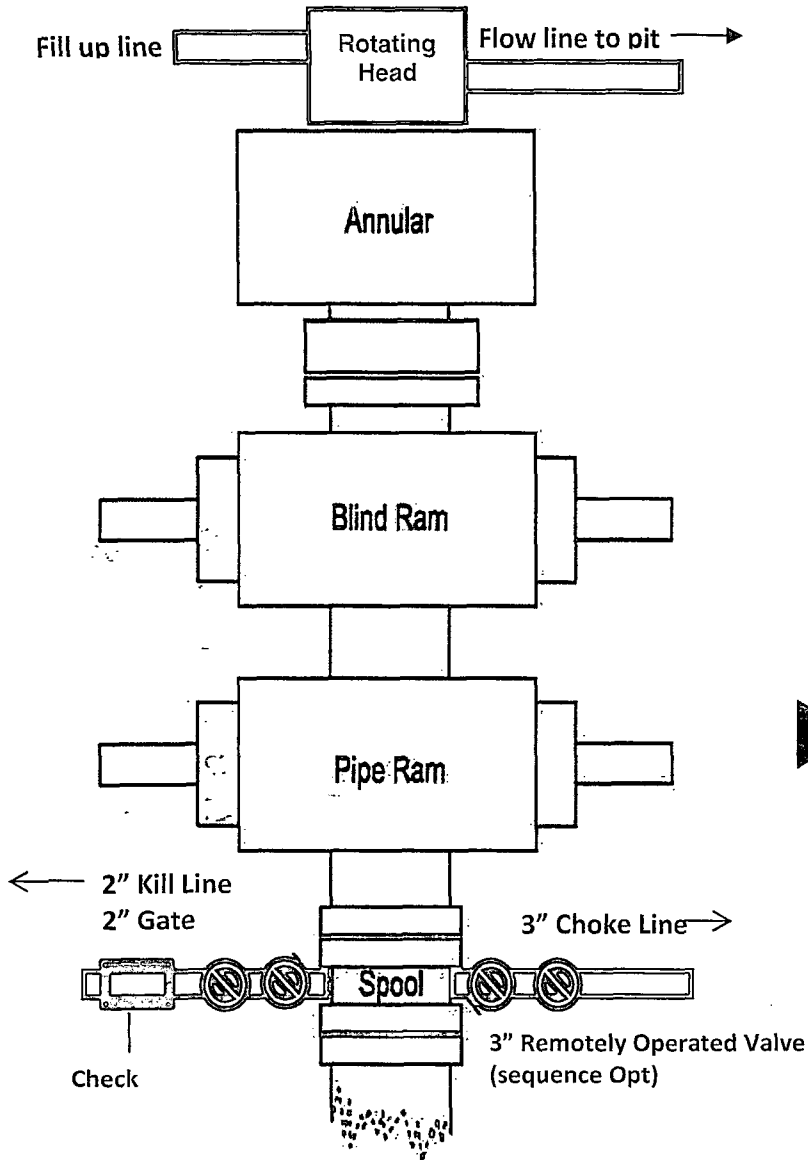 Fill up line
Rotating
Head
Flow line to pit
Annular
Blind Ram
Pipe Ram
2" Kill Line
2" Gate
3" Choke Line
Spool
3" Remotely Operated Valve
(sequence Opt)
Check